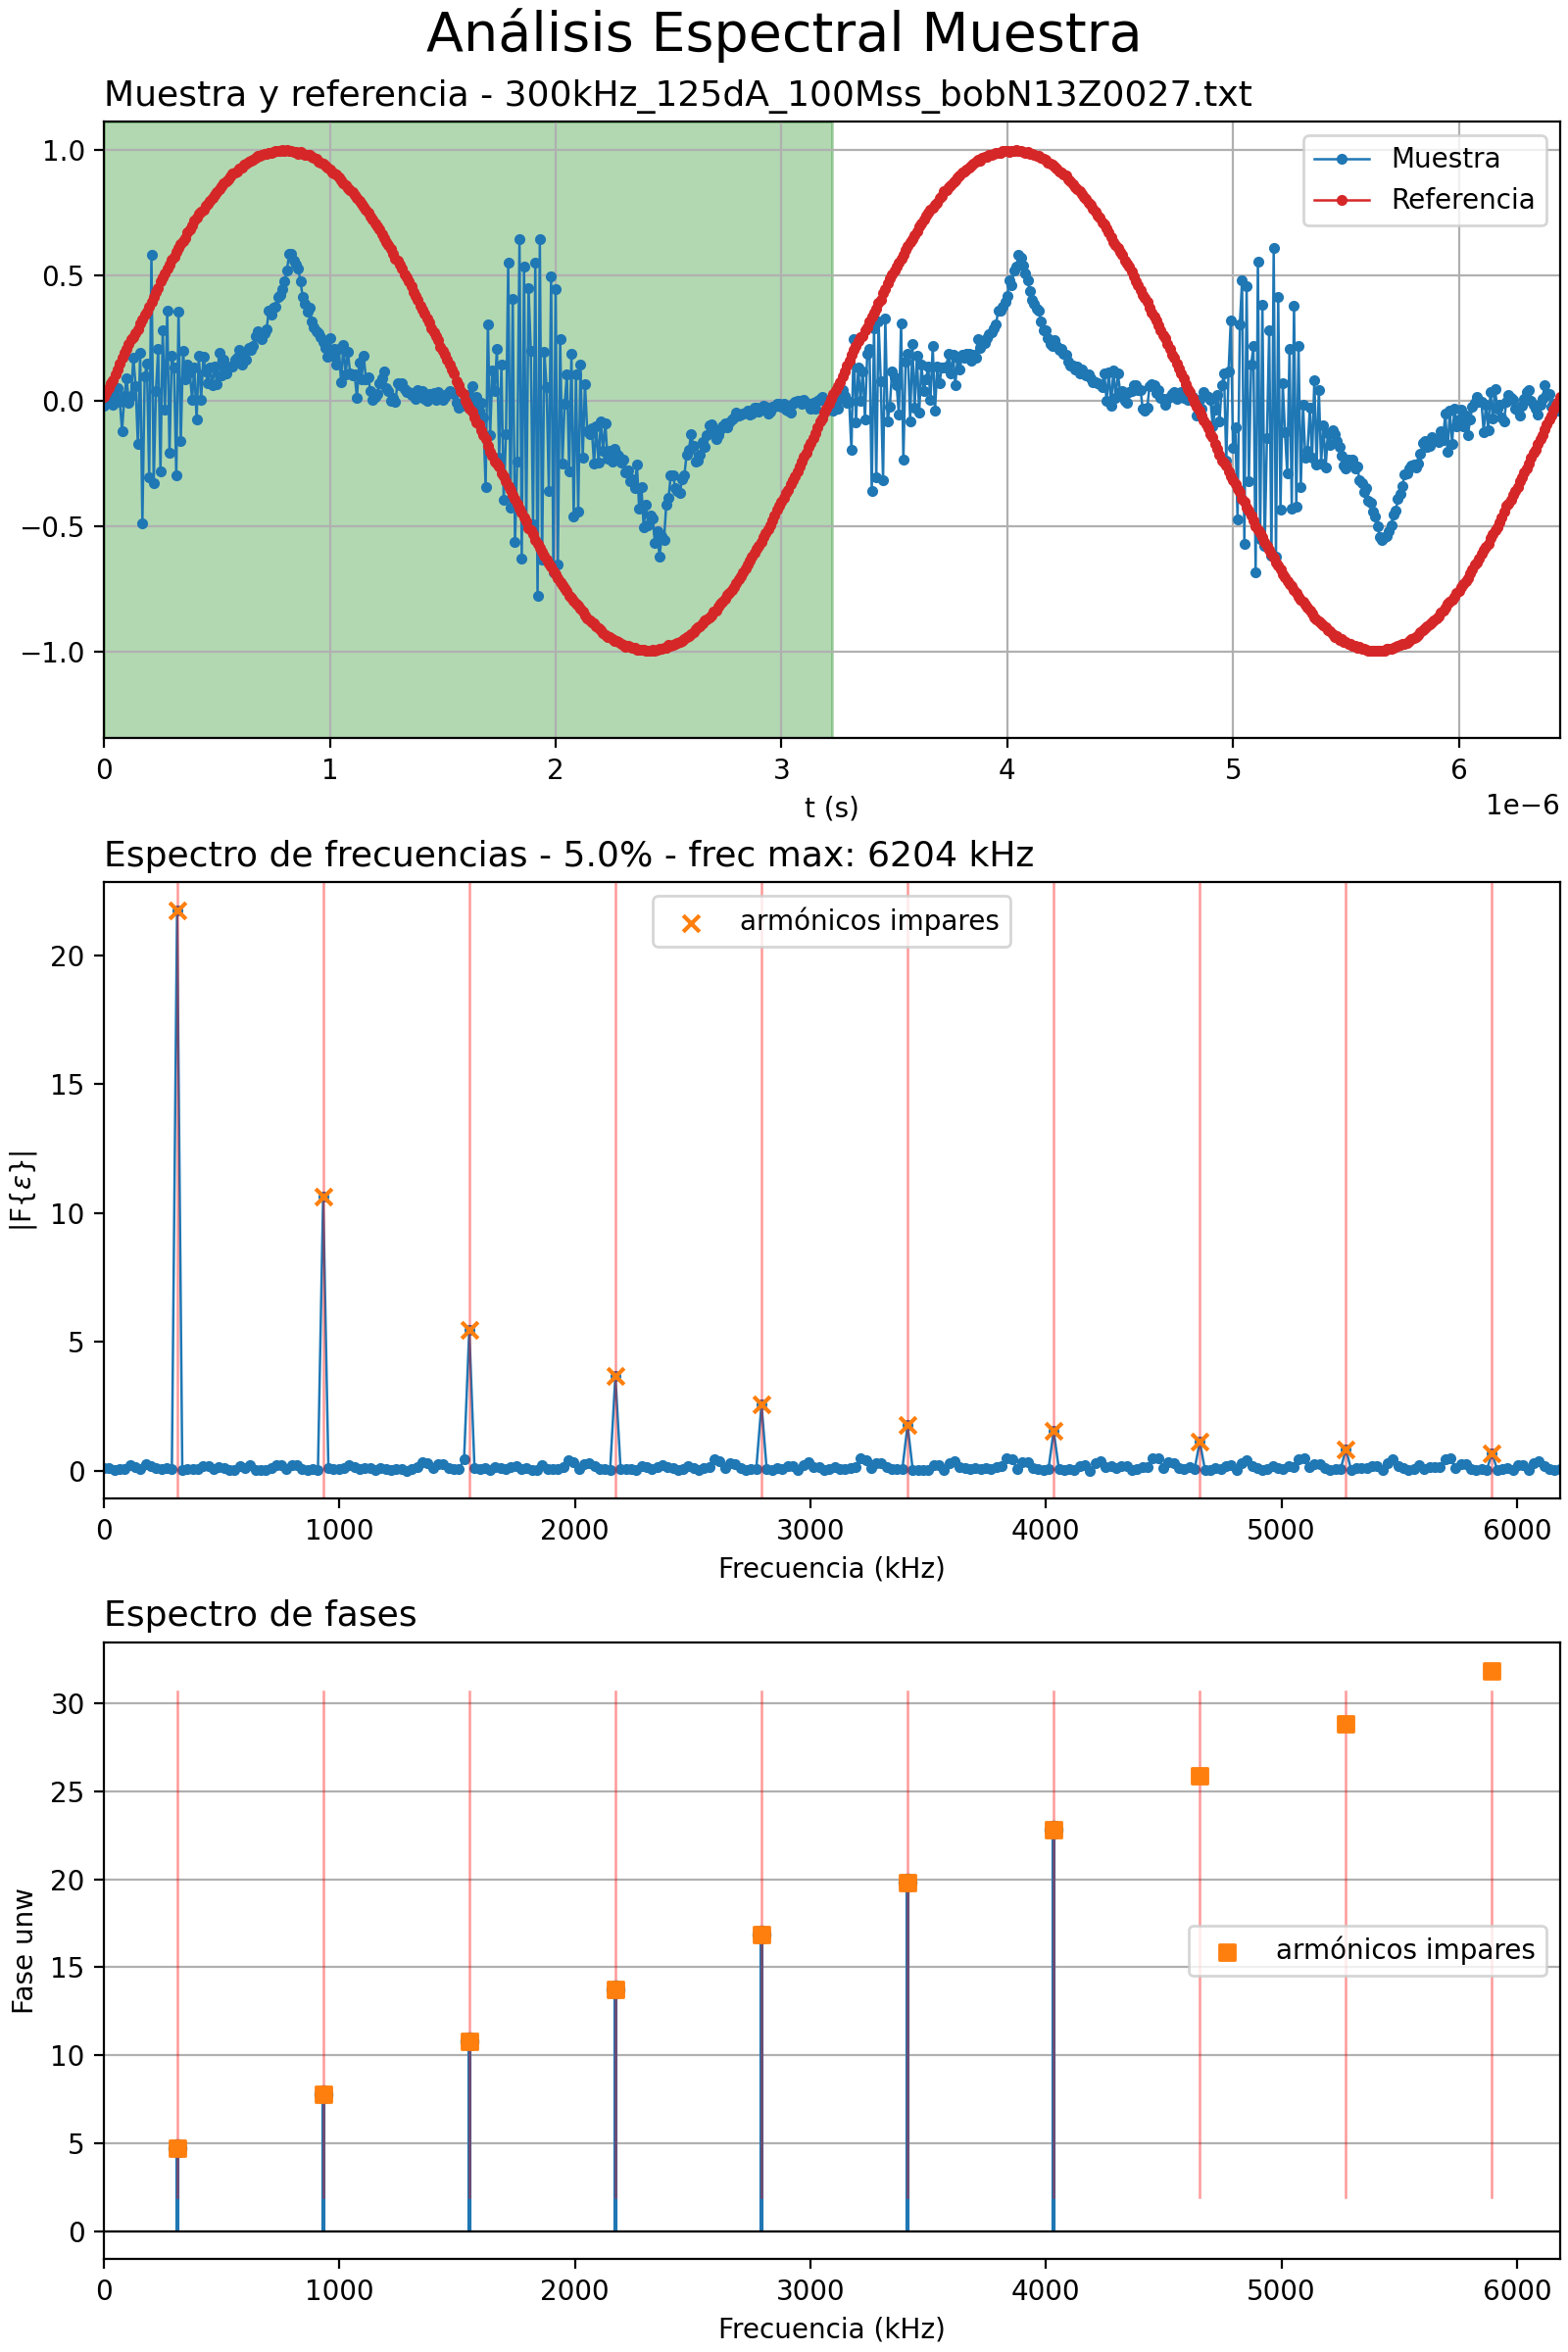 Análisis Espectral Muestra
Muestra y referencia - 300kHz_125dA_100Mss_bobN13Z0027.txt
Muestra
Referencia
1.0
0.5
0.0
−0.5
−1.0
0 1 2 3 4 5 6
t (s)
1e−6
Espectro de frecuencias - 5.0% - frec max: 6204 kHz
armónicos impares
20
15
10
5
0
|F{ε}|
0 1000 2000 3000 4000 5000 6000
Frecuencia (kHz)
Espectro de fases
30
25
20
15
10
5
0
Fase unw
armónicos impares
0 1000 2000 3000 4000 5000 6000
Frecuencia (kHz)